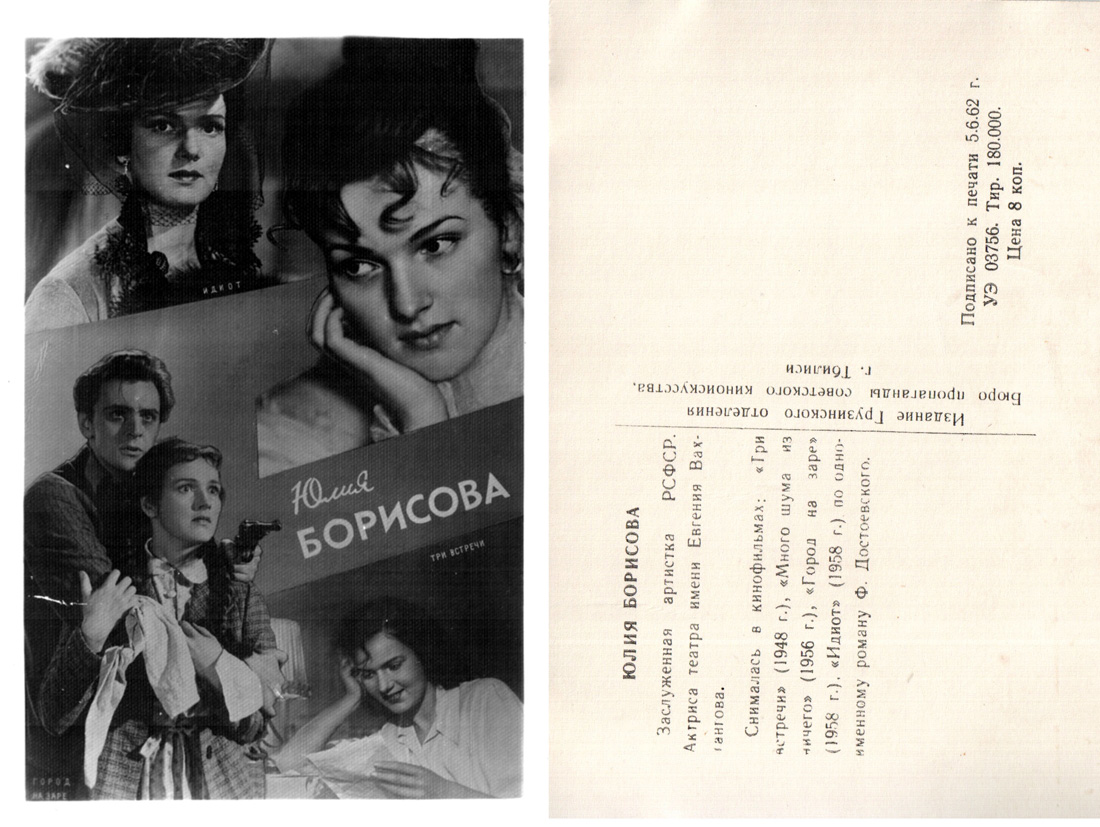 ИДИОТ
Юлия
БОРИСОВА
ТРИ ВСТРЕЧИ
ГОРОД
НА ЗАРЕ
ЮЛИЯ БОРИСОВА
Заслуженная артистка РСФСР.
Актриса театра имени Евгения Вах-
тангова.
Снималась в кинофильмах: «Три
встречи» (1948 г.), «Много шума из
ничего» (1956 г.), «Город на заре»
(1958 г.). «Идиот» (1958 г.) по одно-
именному роману Ф. Достоевского.
Издание Грузинского отделения
Бюро пропаганды советского киноискусства.
г. Тбилиси
Подписано к печати 5.6.62 г.
УЭ 03756. Тир. 180.000.
Цена 8 коп.